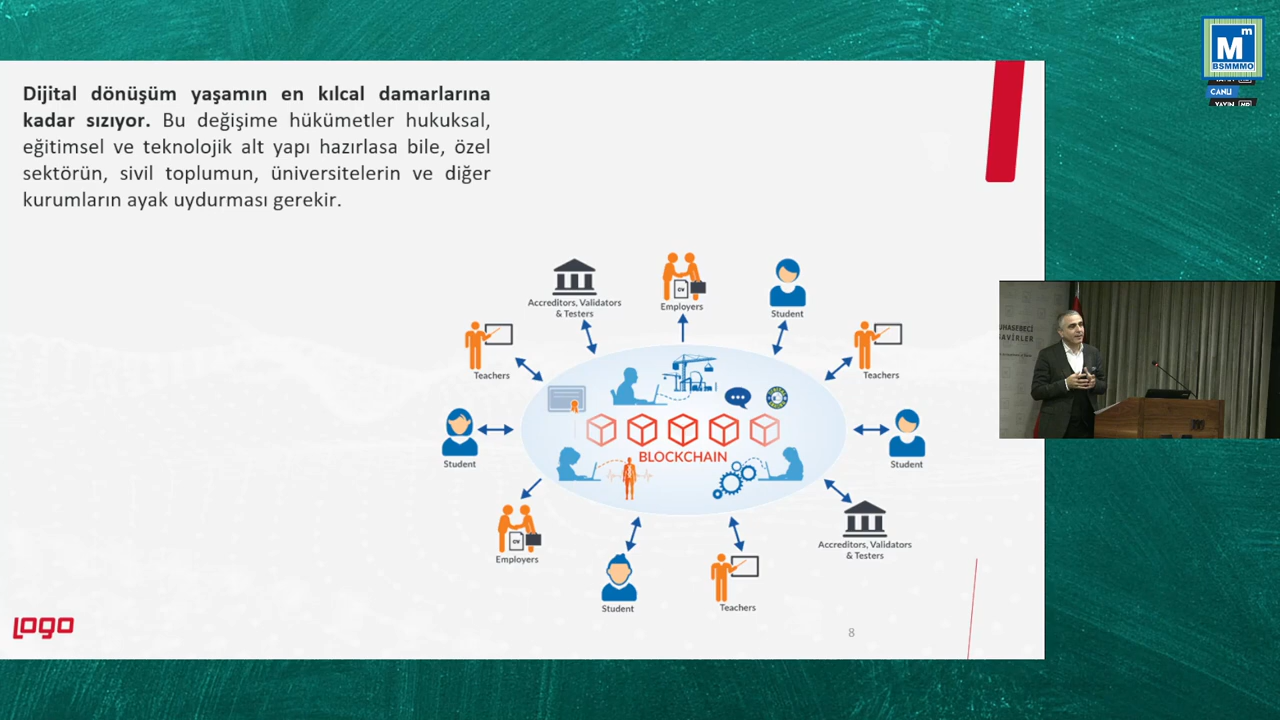 Dijital dönüşüm yaşamın en kılcal damarlarına
kadar sızıyor. Bu değişime hükümetler hukuksal,
eğitimsel ve teknolojik alt yapı hazırlasa bile, özel
sektörün, sivil toplumun, üniversitelerin ve diğer
kurumların ayak uydurması gerekir.
M m
BSMMMO
CANLI
Accreditors, Validators
& Testers
Employers
CV
Student
Teachers
Teachers
BLOCKCHAIN
Student
Student
Employers
CV
Accreditors, Validators
& Testers
Student
Teachers
LOGO
8